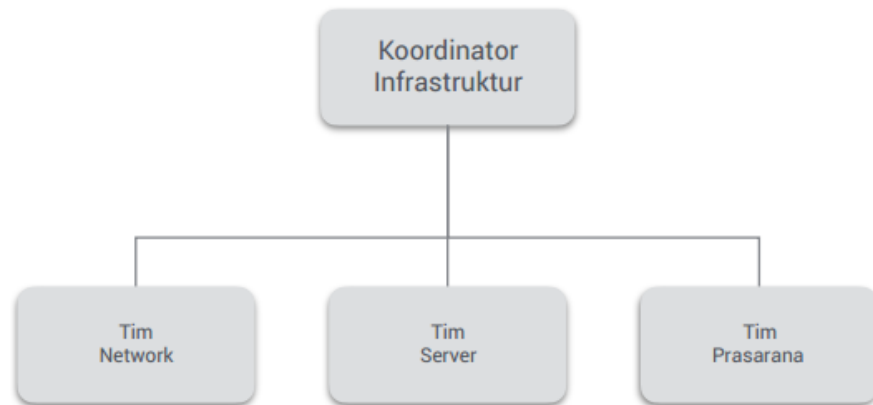 Koordinator
Infrastruktur
Tim
Network
Tim
Server
Tim
Prasarana